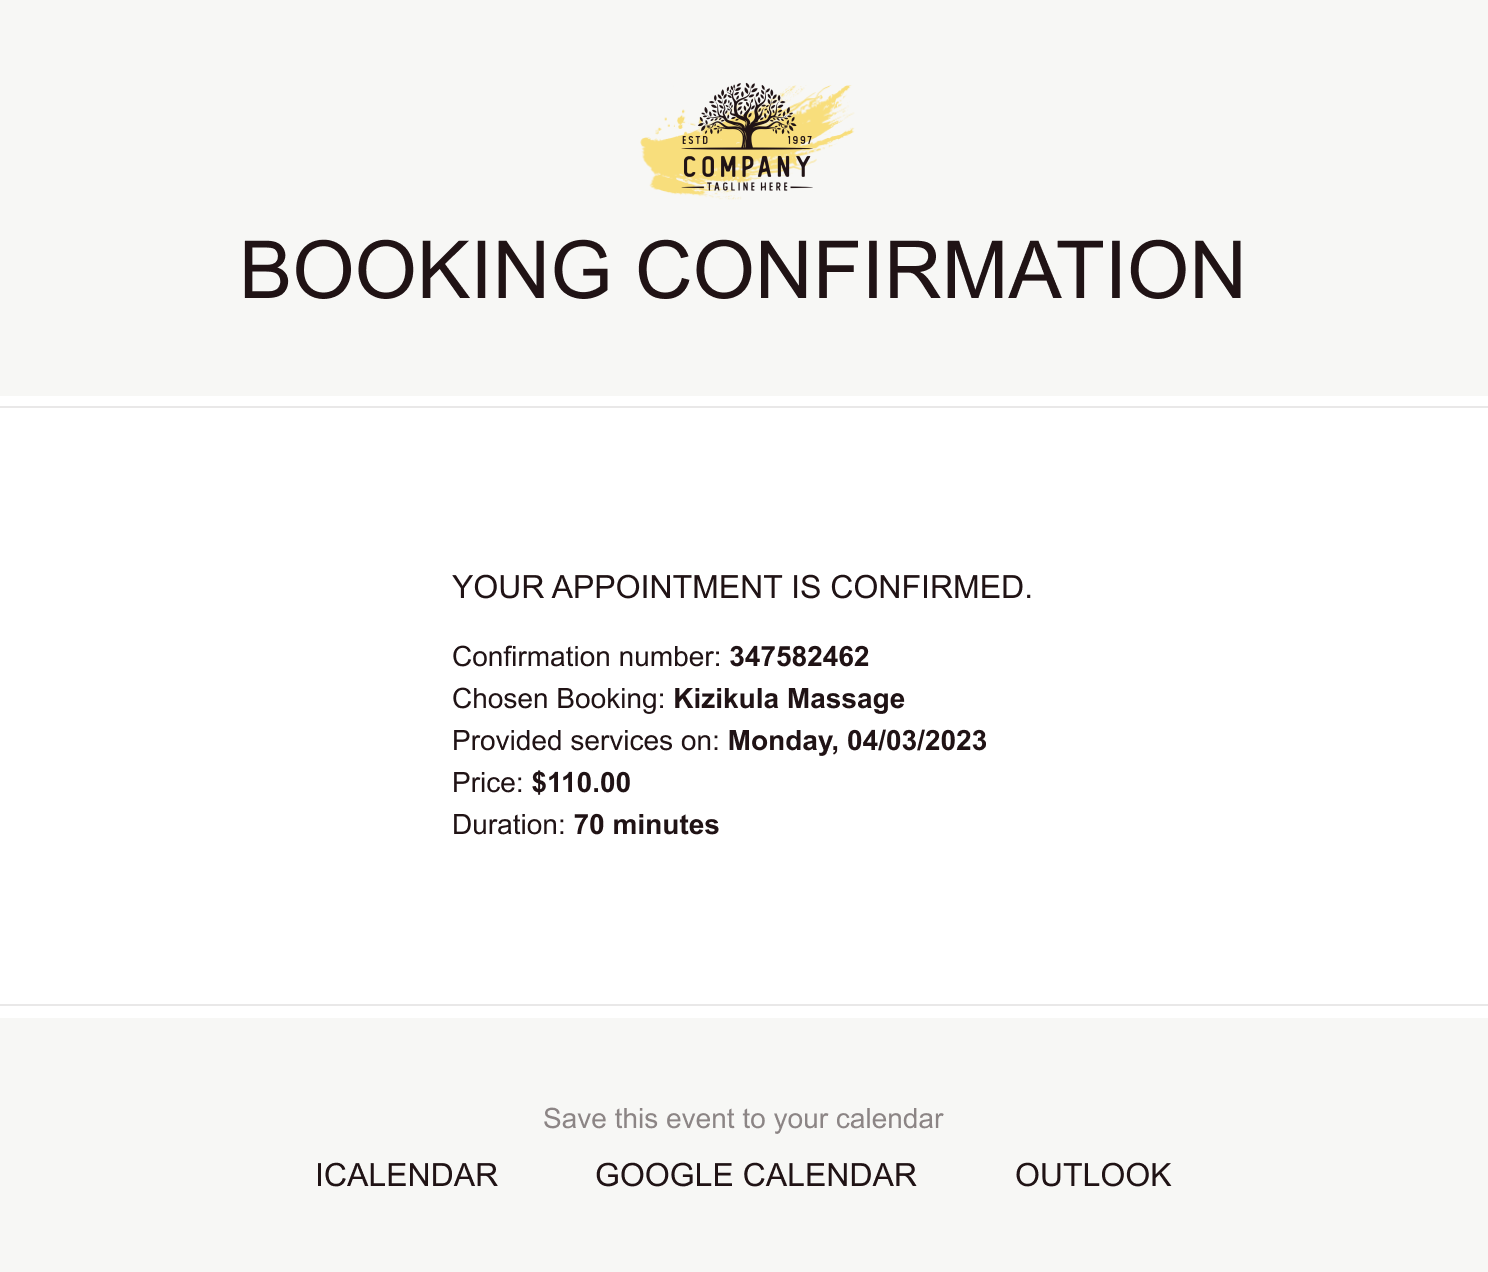 ESTD 1997
COMPANY
TAGLINE HERE
BOOKING CONFIRMATION
YOUR APPOINTMENT IS CONFIRMED.
Confirmation number: 347582462
Chosen Booking: Kizikula Massage
Provided services on: Monday, 04/03/2023
Price: $110.00
Duration: 70 minutes
Save this event to your calendar
ICALENDAR GOOGLE CALENDAR OUTLOOK